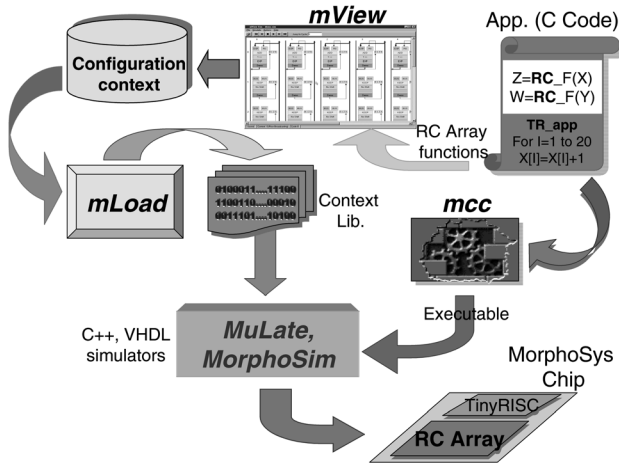 mView
App. (C Code)
Configuration
context
Z=RC_F(X)
W=RC_F(Y)
TR_app
For I=1 to 20
X[I]=X[I]+1
RC Array
functions
mLoad
0100011....11100
1100110....00010
0011101....10100
Context
Lib.
mcc
Executable
C++, VHDL
simulators
MuLate,
MorphoSim
MorphoSys
Chip
TinyRISC
RC Array